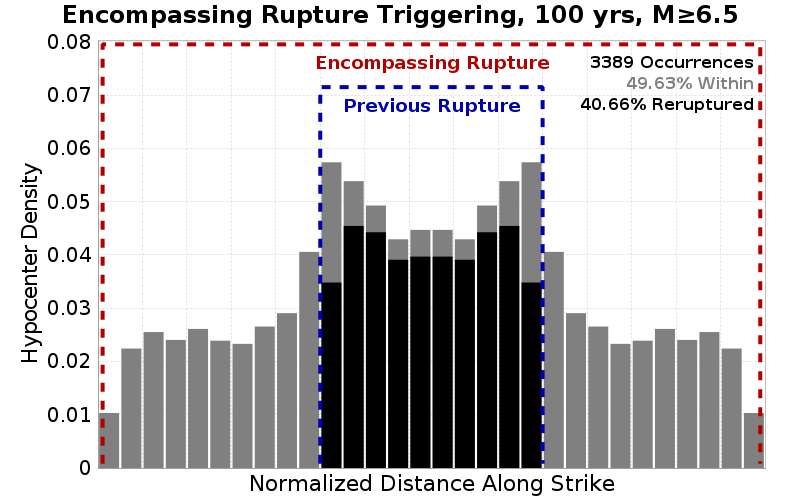 Encompassing Rupture Triggering, 100 yrs, M≥6.5
0.08
0.07
0.06
0.05
0.04
0.03
0.02
0.01
0
Hypocenter Density
Encompassing Rupture
Previous Rupture
3389 Occurrences
49.63% Within
40.66% Reruptured
Normalized Distance Along Strike